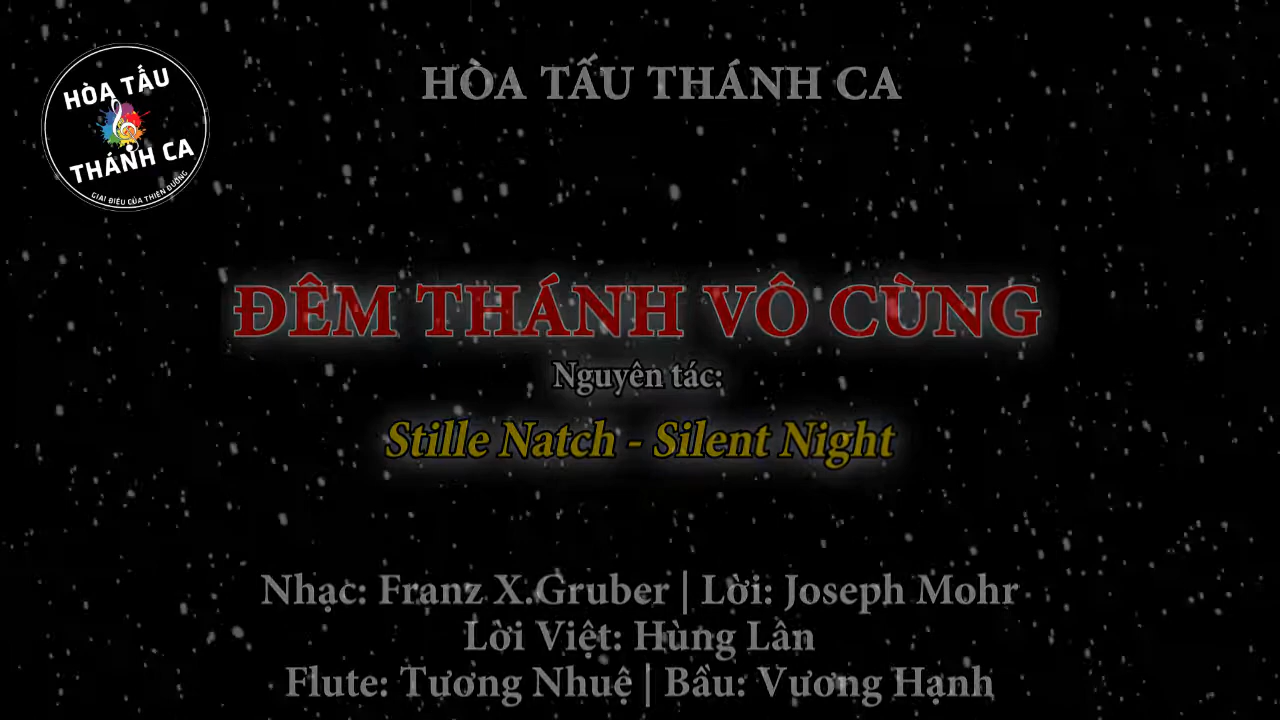 HÒA TẤU
THÁNH CA
GIAI ĐIỆU CỦA THIÊN ĐƯỜNG
HÒA TẤU THÁNH CA
ĐÊM THÁNH VÔ CÙNG
Nguyên tác:
Stille Natch - Silent Night
Nhạc: Franz X.Gruber | Lời: Joseph Mohr
Lời Việt: Hùng Lân
Flute: Tương Nhuệ | Bầu: Vương Hạnh